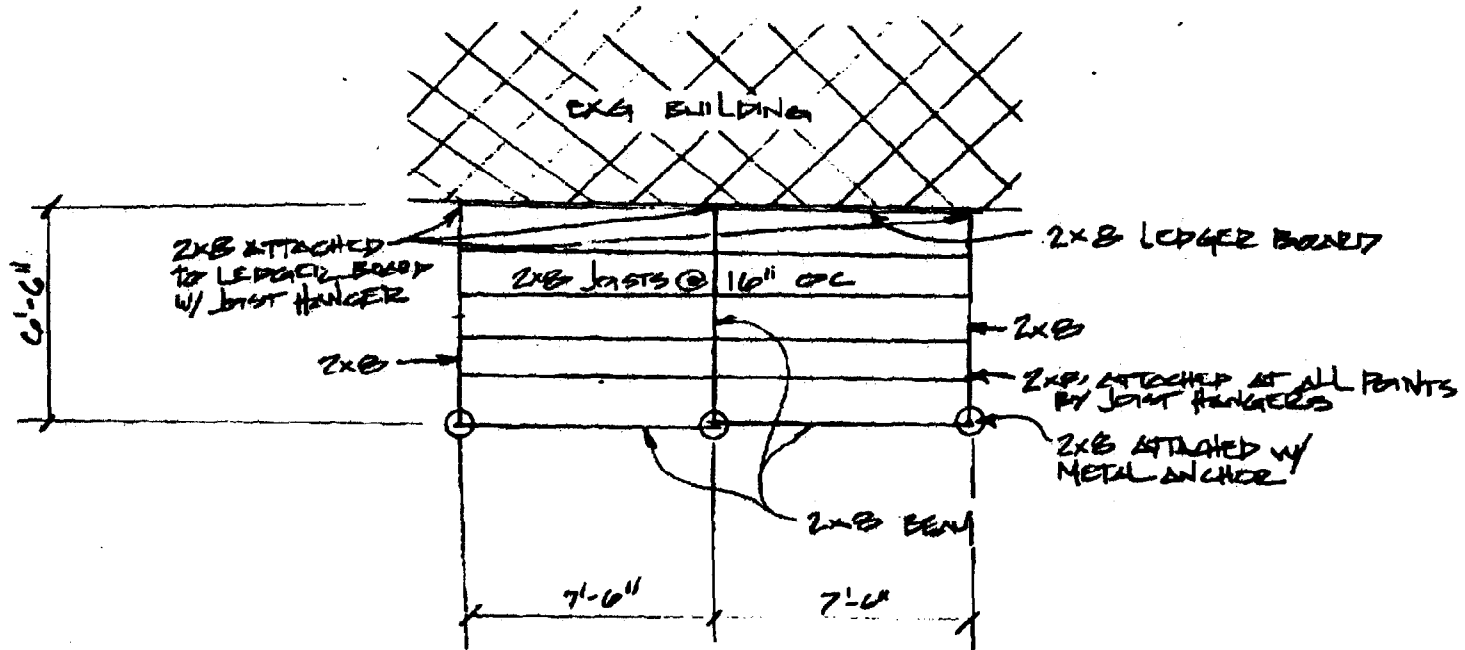 EXG BUILDING
2x8 ATTACHED
TO LEDGER BOARD
W/ JOIST HANGER
2x8 LEDGER BOARD
2x8 JOISTS @ 16" O.C.
6'-6"
2x8
2x8
2x8, ATTACHED AT ALL POINTS
BY JOIST HANGERS
2x8 ATTACHED W/
METAL ANCHOR
2x8 BEAM
7'-6"
7'-6"